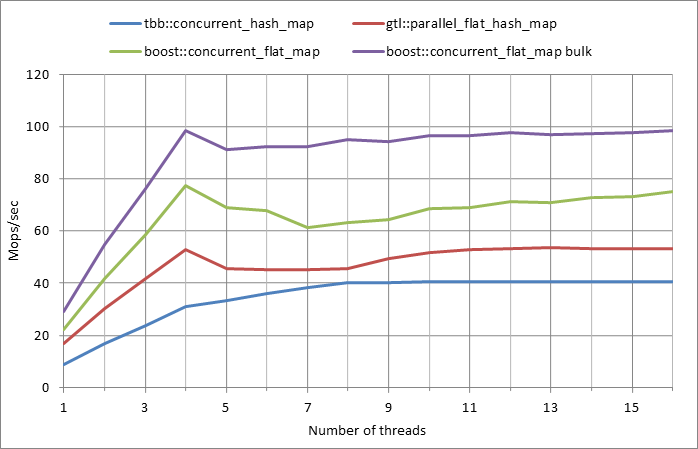 tbb::concurrent_hash_map gtl::parallel_flat_hash_map
boost::concurrent_flat_map boost::concurrent_flat_map bulk
120
100
80
60
40
20
0
Mops/sec
1 3 5 7 9 11 13 15
Number of threads